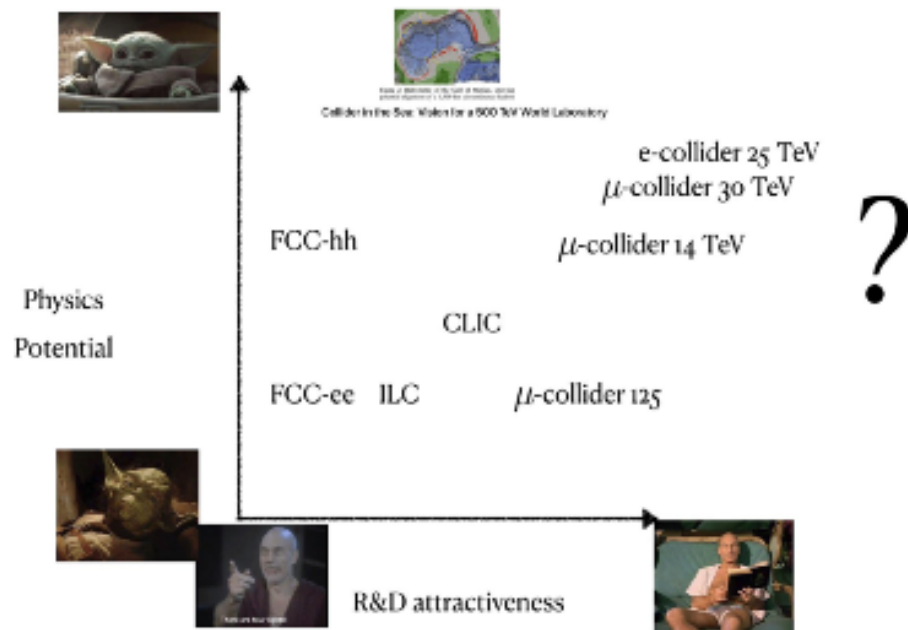 Collider in the Sea: Vision for a 500 TeV World Laboratory
e-collider 25 TeV
μ-collider 30 TeV
?
FCC-hh
μ-collider 14 TeV
Physics
Potential
CLIC
FCC-ee ILC μ-collider 125
R&D attractiveness